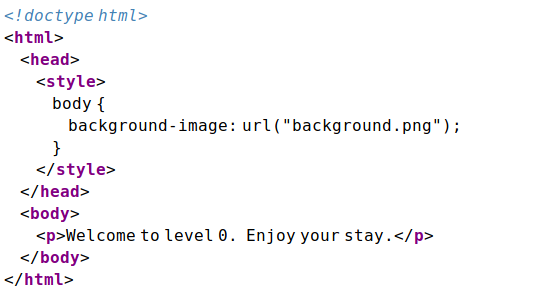 <!doctype html>
<html>
<head>
<style>
body {
background-image: url("background.png");
}
</style>
</head>
<body>
<p>Welcome to level 0. Enjoy your stay.</p>
</body>
</html>